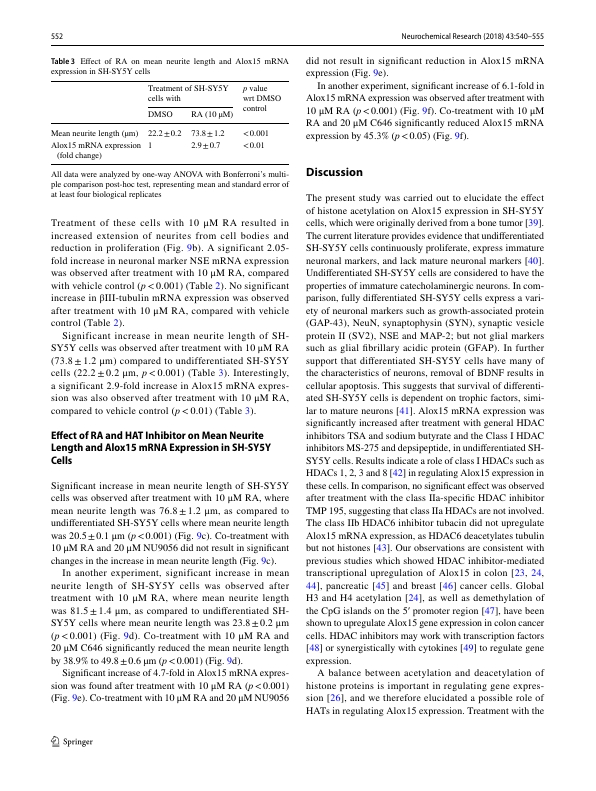 552
Neurochemical Research (2018) 43:540–555
Table 3 Effect of RA on mean neurite length and Alox15 mRNA
expression in SH-SY5Y cells
Treatment of SH-SY5Y
cells with
p value
wrt DMSO
control
DMSO
RA (10 μM)
Mean neurite length (μm)
22.2 ± 0.2
73.8 ± 1.2
< 0.001
Alox15 mRNA expression
(fold change)
1
2.9 ± 0.7
< 0.01
All data were analyzed by one-way ANOVA with Bonferroni's multi-
ple comparison post-hoc test, representing mean and standard error of
at least four biological replicates
Treatment of these cells with 10 μM RA resulted in
increased extension of neurites from cell bodies and
reduction in proliferation (Fig. 9b). A significant 2.05-
fold increase in neuronal marker NSE mRNA expression
was observed after treatment with 10 μM RA, compared
with vehicle control (p < 0.001) (Table 2). No significant
increase in βIII-tubulin mRNA expression was observed
after treatment with 10 μM RA, compared with vehicle
control (Table 2).
Significant increase in mean neurite length of SH-
SY5Y cells was observed after treatment with 10 μM RA
(73.8 ± 1.2 μm) compared to undifferentiated SH-SY5Y
cells (22.2 ± 0.2 μm, p < 0.001) (Table 3). Interestingly,
a significant 2.9-fold increase in Alox15 mRNA expres-
sion was also observed after treatment with 10 μM RA,
compared to vehicle control (p < 0.01) (Table 3).
Effect of RA and HAT Inhibitor on Mean Neurite
Length and Alox15 mRNA Expression in SH-SY5Y
Cells
Significant increase in mean neurite length of SH-SY5Y
cells was observed after treatment with 10 μM RA, where
mean neurite length was 76.8 ± 1.2 μm, as compared to
undifferentiated SH-SY5Y cells where mean neurite length
was 20.5 ± 0.1 μm (p < 0.001) (Fig. 9c). Co-treatment with
10 μM RA and 20 μM NU9056 did not result in significant
changes in the increase in mean neurite length (Fig. 9c).
In another experiment, significant increase in mean
neurite length of SH-SY5Y cells was observed after
treatment with 10 μM RA, where mean neurite length
was 81.5 ± 1.4 μm, as compared to undifferentiated SH-
SY5Y cells where mean neurite length was 23.8 ± 0.2 μm
(p < 0.001) (Fig. 9d). Co-treatment with 10 μM RA and
20 μM C646 significantly reduced the mean neurite length
by 38.9% to 49.8 ± 0.6 μm (p < 0.001) (Fig. 9d).
Significant increase of 4.7-fold in Alox15 mRNA expres-
sion was found after treatment with 10 μM RA (p < 0.001)
(Fig. 9e). Co-treatment with 10 μM RA and 20 μM NU9056
did not result in significant reduction in Alox15 mRNA
expression (Fig. 9e).
In another experiment, significant increase of 6.1-fold in
Alox15 mRNA expression was observed after treatment with
10 μM RA (p < 0.001) (Fig. 9f). Co-treatment with 10 μM
RA and 20 μM C646 significantly reduced Alox15 mRNA
expression by 45.3% (p < 0.05) (Fig. 9f).
Discussion
The present study was carried out to elucidate the effect
of histone acetylation on Alox15 expression in SH-SY5Y
cells, which were originally derived from a bone tumor [39].
The current literature provides evidence that undifferentiated
SH-SY5Y cells continuously proliferate, express immature
neuronal markers, and lack mature neuronal markers [40].
Undifferentiated SH-SY5Y cells are considered to have the
properties of immature catecholaminergic neurons. In com-
parison, fully differentiated SH-SY5Y cells express a vari-
ety of neuronal markers such as growth-associated protein
(GAP-43), NeuN, synaptophysin (SYN), synaptic vesicle
protein II (SV2), NSE and MAP-2; but not glial markers
such as glial fibrillary acidic protein (GFAP). In further
support that differentiated SH-SY5Y cells have many of
the characteristics of neurons, removal of BDNF results in
cellular apoptosis. This suggests that survival of differenti-
ated SH-SY5Y cells is dependent on trophic factors, simi-
lar to mature neurons [41]. Alox15 mRNA expression was
significantly increased after treatment with general HDAC
inhibitors TSA and sodium butyrate and the Class I HDAC
inhibitors MS-275 and depsipeptide, in undifferentiated SH-
SY5Y cells. Results indicate a role of class I HDACs such as
HDACs 1, 2, 3 and 8 [42] in regulating Alox15 expression in
these cells. In comparison, no significant effect was observed
after treatment with the class IIa-specific HDAC inhibitor
TMP 195, suggesting that class IIa HDACs are not involved.
The class IIb HDAC6 inhibitor tubacin did not upregulate
Alox15 mRNA expression, as HDAC6 deacetylates tubulin
but not histones [43]. Our observations are consistent with
previous studies which showed HDAC inhibitor-mediated
transcriptional upregulation of Alox15 in colon [23, 24,
44], pancreatic [45] and breast [46] cancer cells. Global
H3 and H4 acetylation [24], as well as demethylation of
the CpG islands on the 5′ promoter region [47], have been
shown to upregulate Alox15 gene expression in colon cancer
cells. HDAC inhibitors may work with transcription factors
[48] or synergistically with cytokines [49] to regulate gene
expression.
A balance between acetylation and deacetylation of
histone proteins is important in regulating gene expres-
sion [26], and we therefore elucidated a possible role of
HATs in regulating Alox15 expression. Treatment with the
Springer